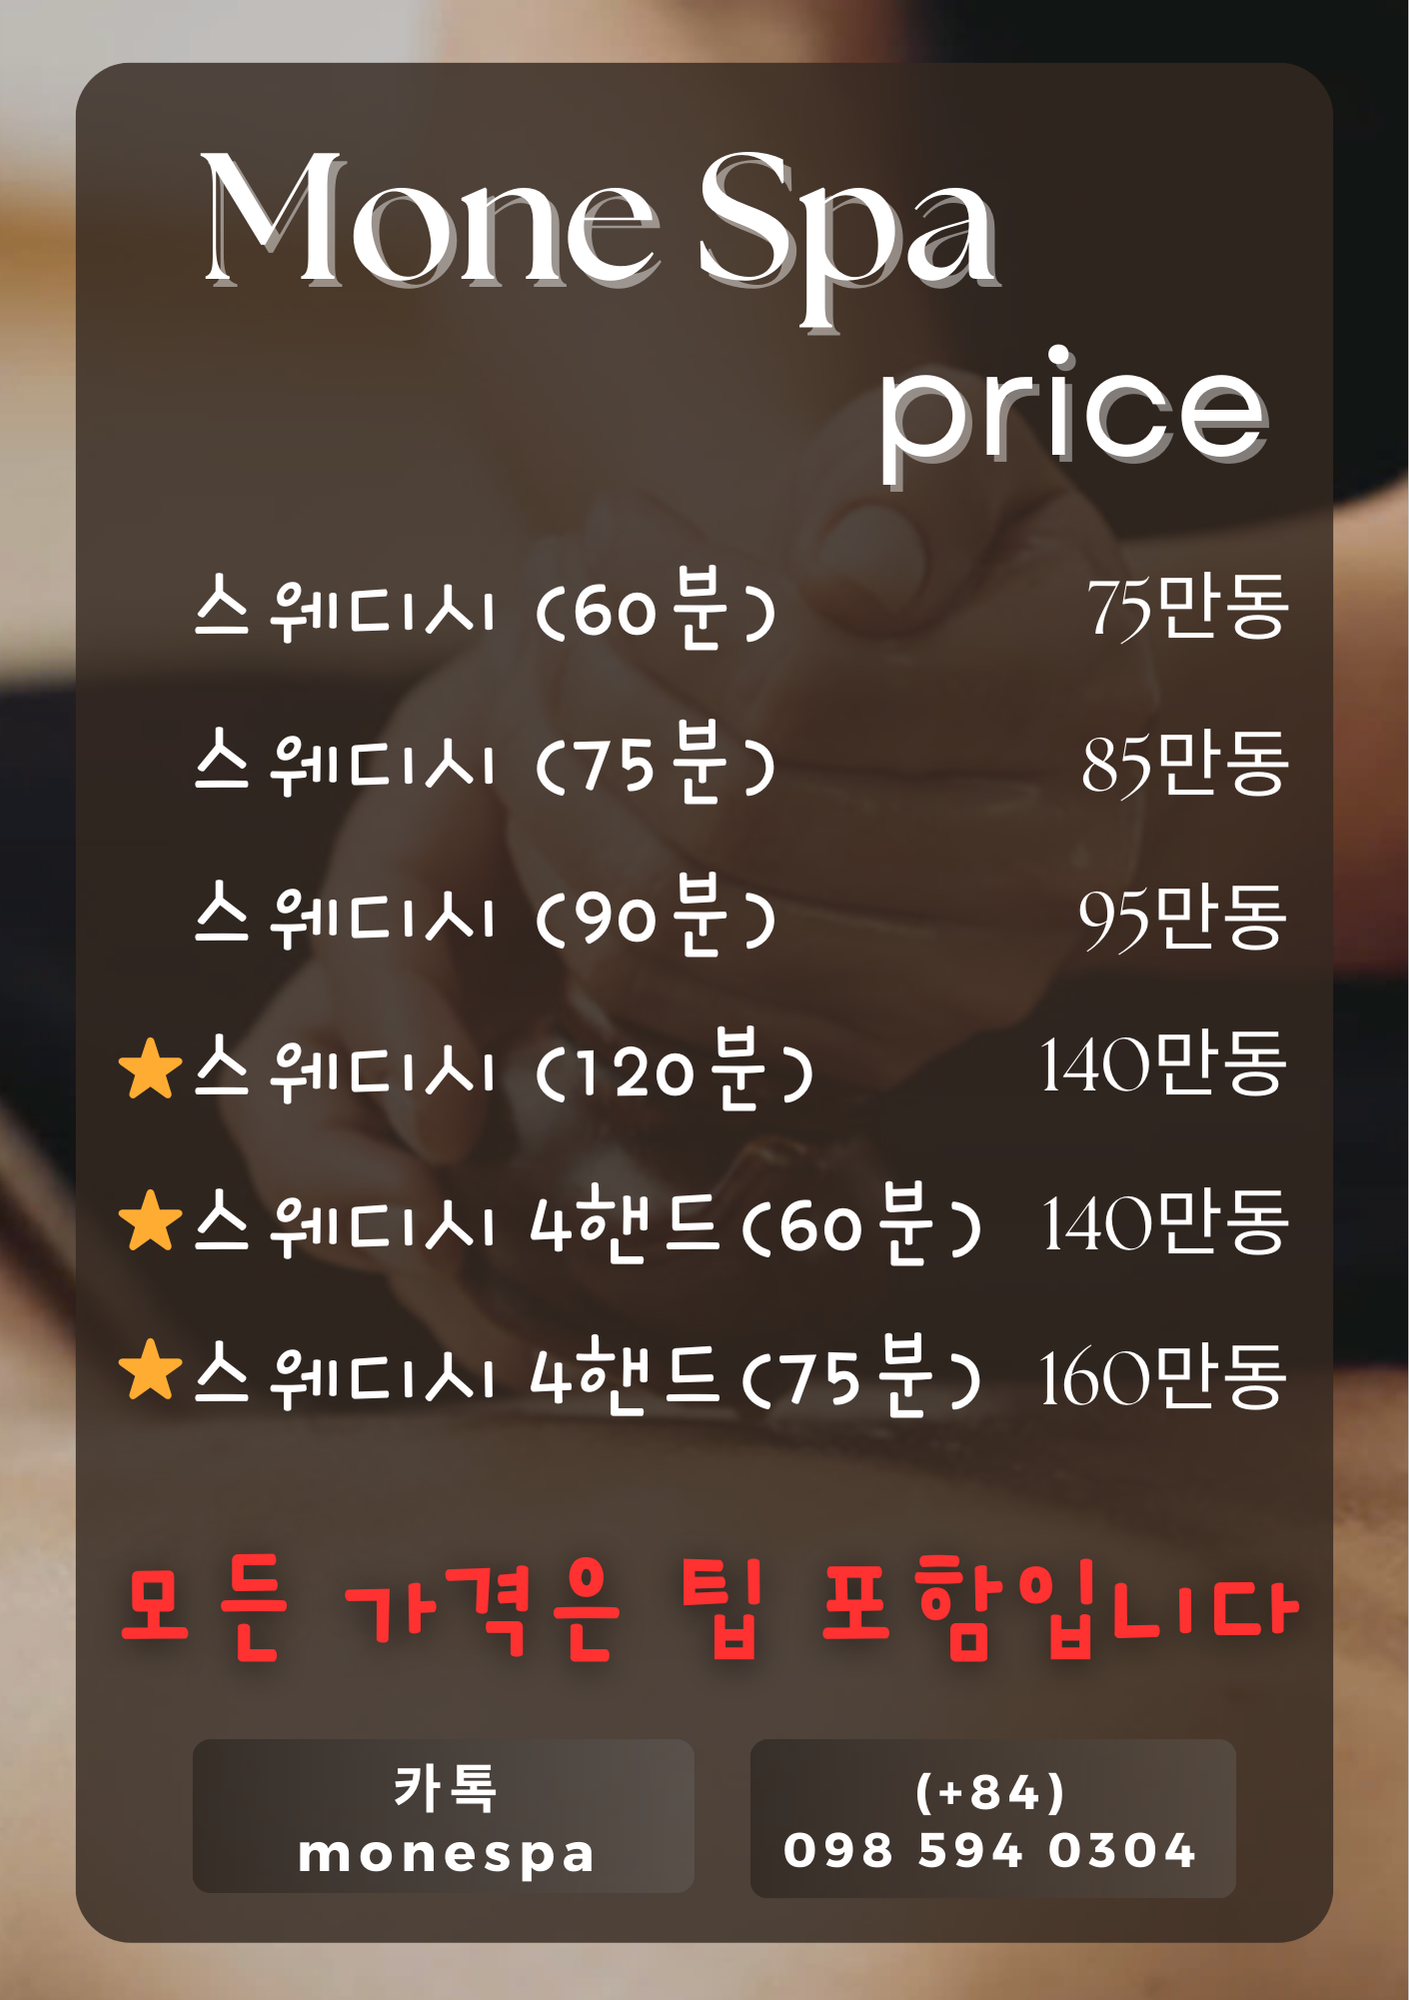 Mone Spa
price
스웨디시 (60분) 75만동
스웨디시 (75분) 85만동
스웨디시 (90분) 95만동
스웨디시 (120분) 140만동
스웨디시 4핸드(60분) 140만동
스웨디시 4핸드(75분) 160만동
모든 가격은 팁 포함입니다
카톡
monespa
(+84)
098 594 0304